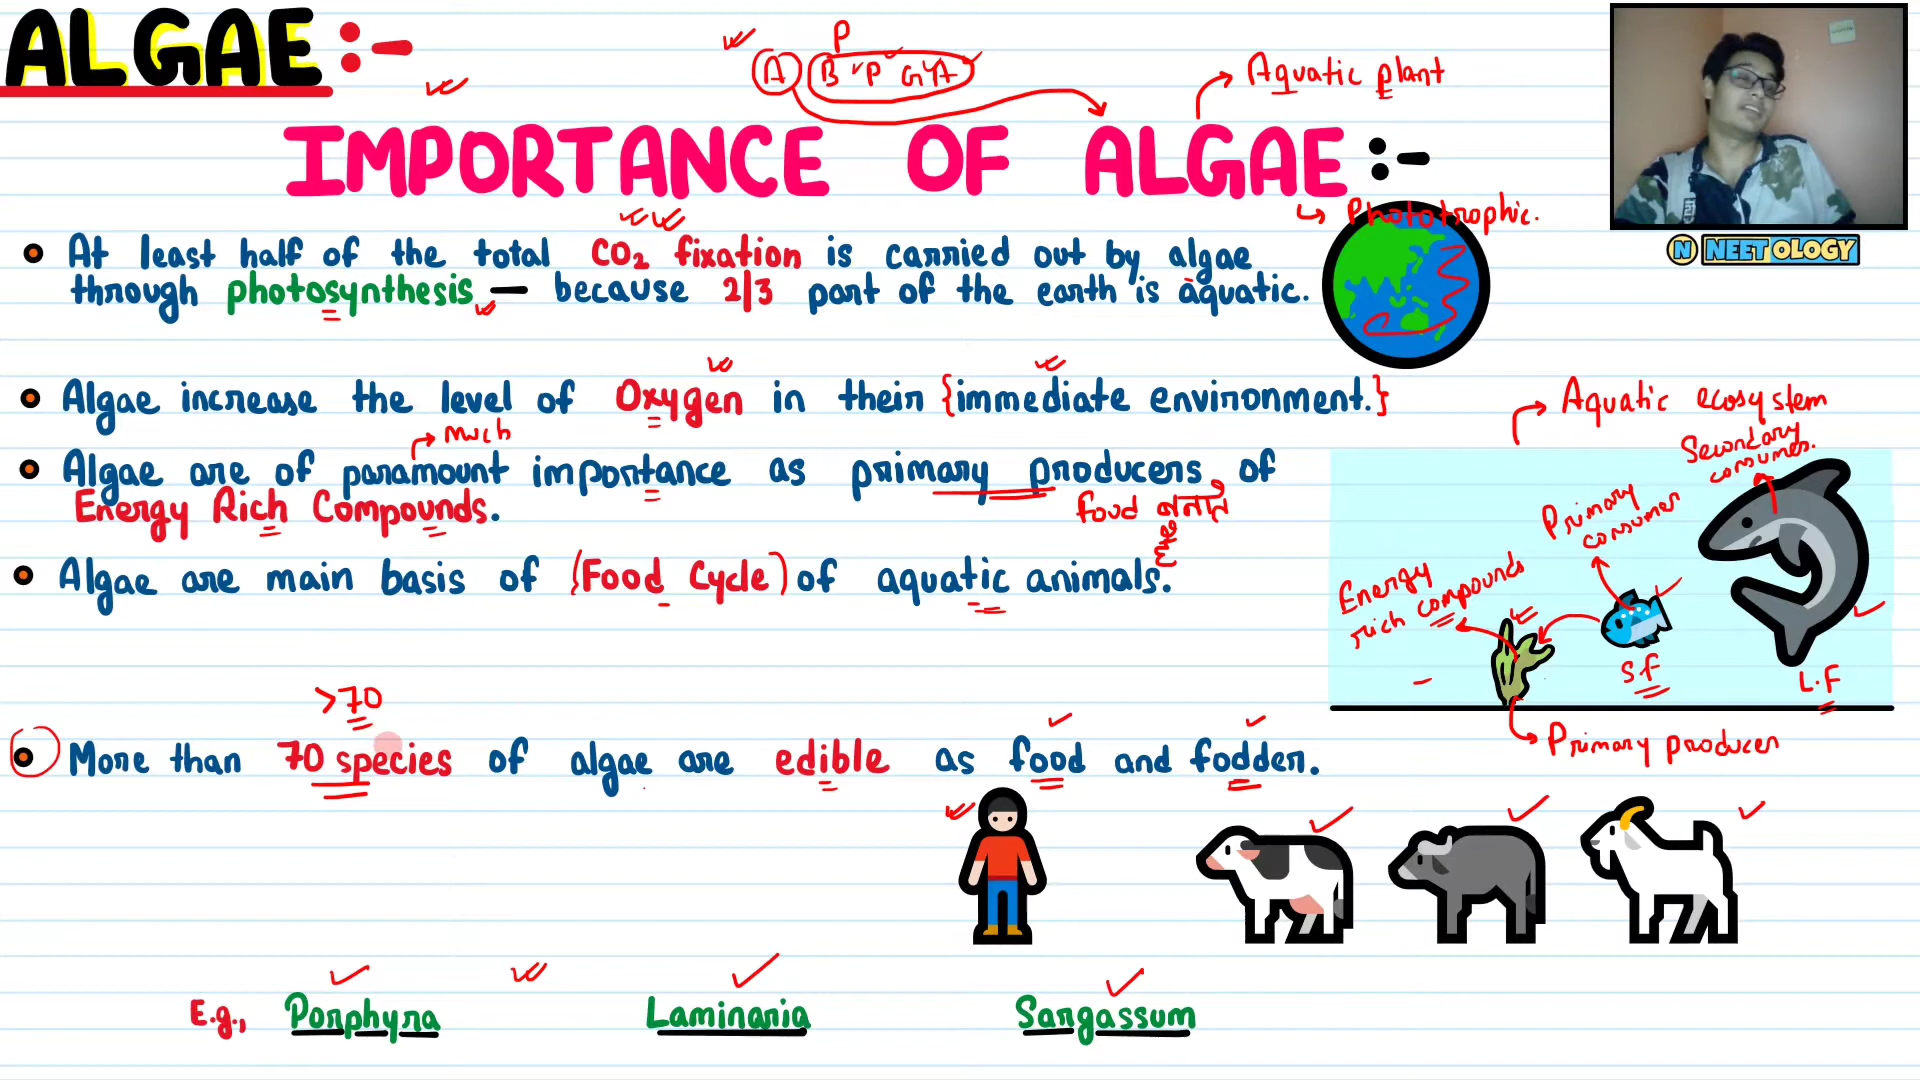 ALGAE:-
P
A B P G Y A
Aquatic plant
IMPORTANCE OF ALGAE:-
Phototrophic.
N NEETOLOGY
At least half of the total CO₂ fixation is carried out by algae
through photosynthesis — because 2/3 part of the earth is aquatic.
Algae increase the level of Oxygen in their {immediate environment.}
Aquatic ecosystem
much
Secondary
consumer.
Algae are of paramount importance as primary producers of
Energy Rich Compounds.
food बनाना
Primary
consumer
Algae are main basis of (Food Cycle) of aquatic animals.
Energy
rich compounds
S.F
L.F
>70
Primary producer
More than 70 species of algae are edible as food and fodder.
E.g., Porphyra Laminaria Sargassum